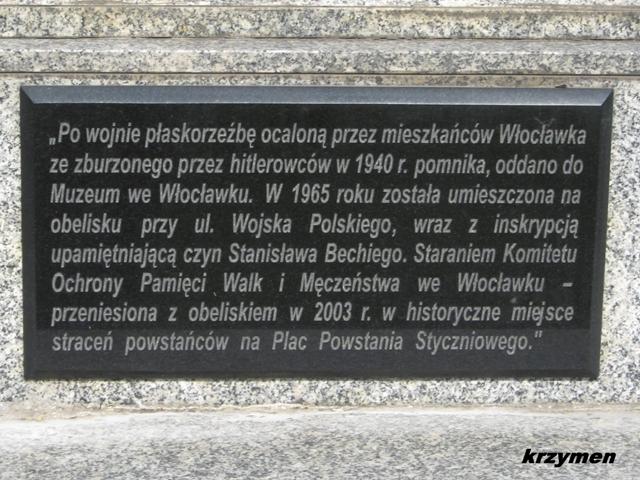 „Po wojnie płaskorzeźbę ocaloną przez mieszkańców Włocławka
ze zburzonego przez hitlerowców w 1940 r. pomnika, oddano do
Muzeum we Włocławku. W 1965 roku została umieszczona na
obelisku przy ul. Wojska Polskiego, wraz z inskrypcją
upamiętniającą czyn Stanisława Bechiego. Staraniem Komitetu
Ochrony Pamięci Walk i Męczeństwa we Włocławku –
przeniesiona z obeliskiem w 2003 r. w historyczne miejsce
straceń powstańców na Plac Powstania Styczniowego."
krzymen